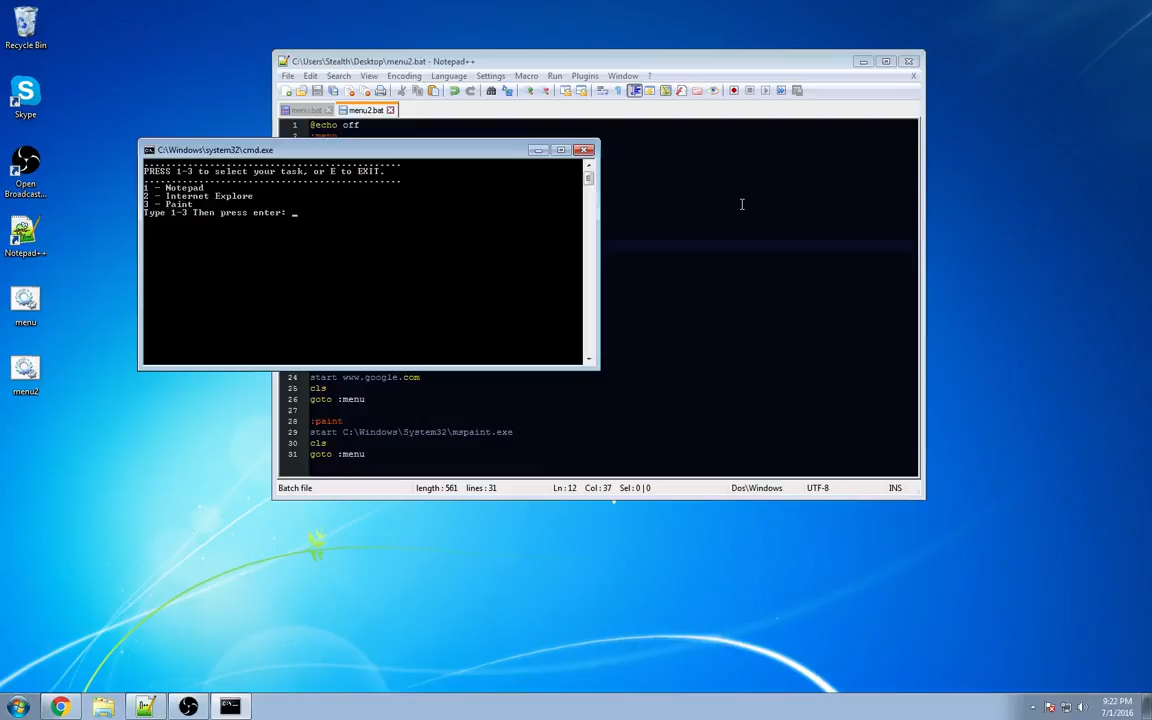 Recycle Bin
Skype
Open
Broadcast...
Notepad++
menu
menu2
C:\Users\Stealth\Desktop\menu2.bat - Notepad++
File Edit Search View Encoding Language Settings Macro Run Plugins Window ?
X
menu.bat menu2.bat
1 @echo off
2 :menu
C:\Windows\system32\cmd.exe
PRESS 1-3 to select your task, or E to EXIT.
1 - Notepad
2 - Internet Explore
3 - Paint
Type 1-3 Then press enter: _
24 start www.google.com
25 cls
26 goto :menu
27
28 :paint
29 start C:\Windows\System32\mspaint.exe
30 cls
31 goto :menu
Batch file length : 561 lines : 31 Ln : 12 Col : 37 Sel : 0 | 0 Dos\Windows UTF-8 INS
9:22 PM
7/1/2016